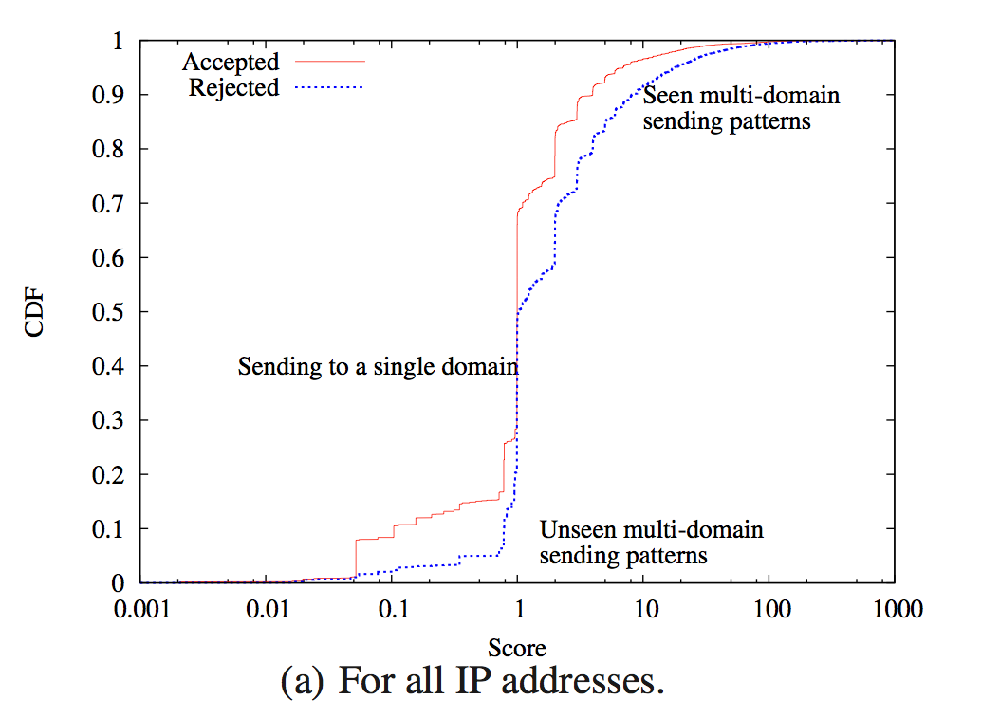 Accepted
Rejected
Seen multi-domain
sending patterns
Sending to a single domain
Unseen multi-domain
sending patterns
CDF
1
0.9
0.8
0.7
0.6
0.5
0.4
0.3
0.2
0.1
0
0.001 0.01 0.1 1 10 100 1000
Score
(a) For all IP addresses.